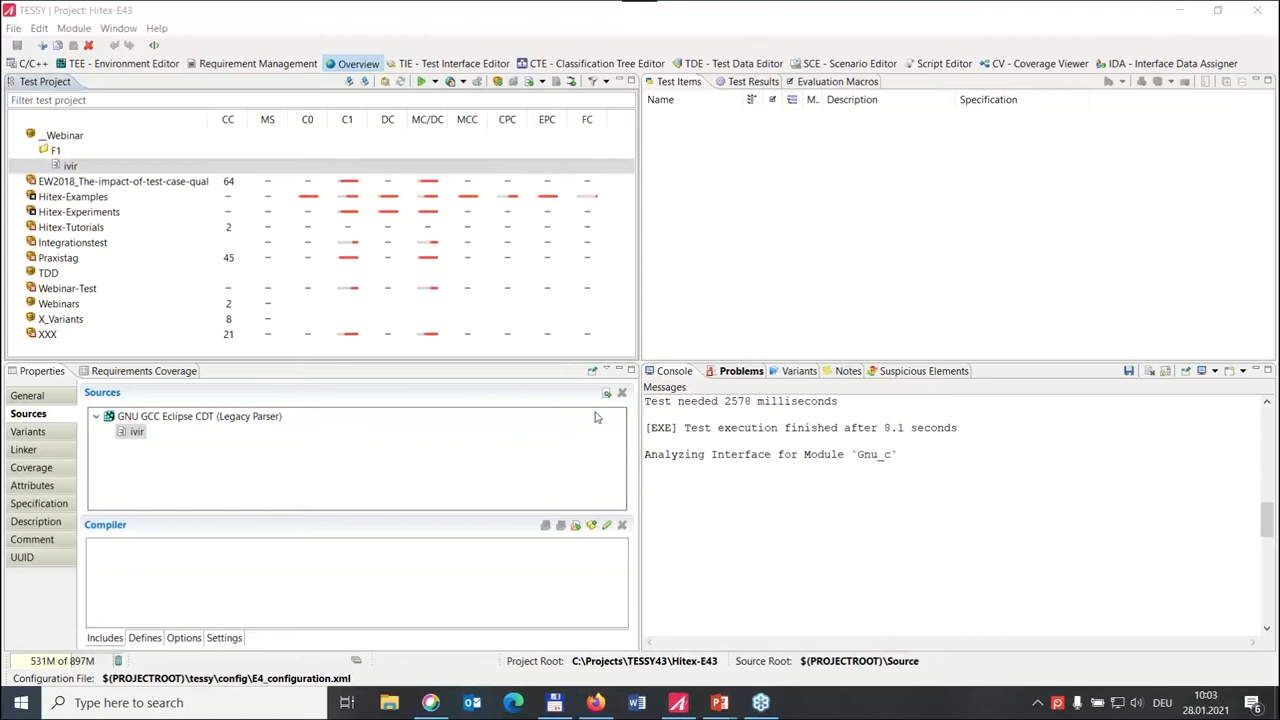 TESSY | Project: Hitex-E43
File Edit Module Window Help
C/C++ TEE - Environment Editor Requirement Management Overview TIE - Test Interface Editor CTE - Classification Tree Editor TDE - Test Data Editor SCE - Scenario Editor Script Editor CV - Coverage Viewer IDA - Interface Data Assigner
Test Project
Filter test project
CC MS C0 C1 DC MC/DC MCC CPC EPC FC
__Webinar
F1
ivir
EW2018_The-impact-of-test-case-qual 64 - - - -  - - - -
Hitex-Examples - -
Hitex-Experiments - - - - - - -
Hitex-Tutorials 2 - - - - - - - - -
Integrationstest - - - - - - -
Praxistag 45 - - - - - - -
TDD
Webinar-Test - - - - - - - -
Webinars 2 -
X_Variants 8 -
XXX 21 - - - - - - -
Test Items Test Results Evaluation Macros
Name M.. Description Specification
Properties Requirements Coverage
General
Sources
Variants
Linker
Coverage
Attributes
Specification
Description
Comment
UUID
Sources
GNU GCC Eclipse CDT (Legacy Parser)
ivir
Compiler
Includes Defines Options Settings
Console Problems Variants Notes Suspicious Elements
Messages
Test needed 2578 milliseconds
[EXE] Test execution finished after 8.1 seconds
Analyzing Interface for Module `Gnu_c`
531M of 897M Project Root: C:\Projects\TESSY43\Hitex-E43 Source Root: $(PROJECTROOT)\Source
Configuration File: $(PROJECTROOT)\tessy\config\E4_configuration.xml
Type here to search
DEU
10:03
28.01.2021
6